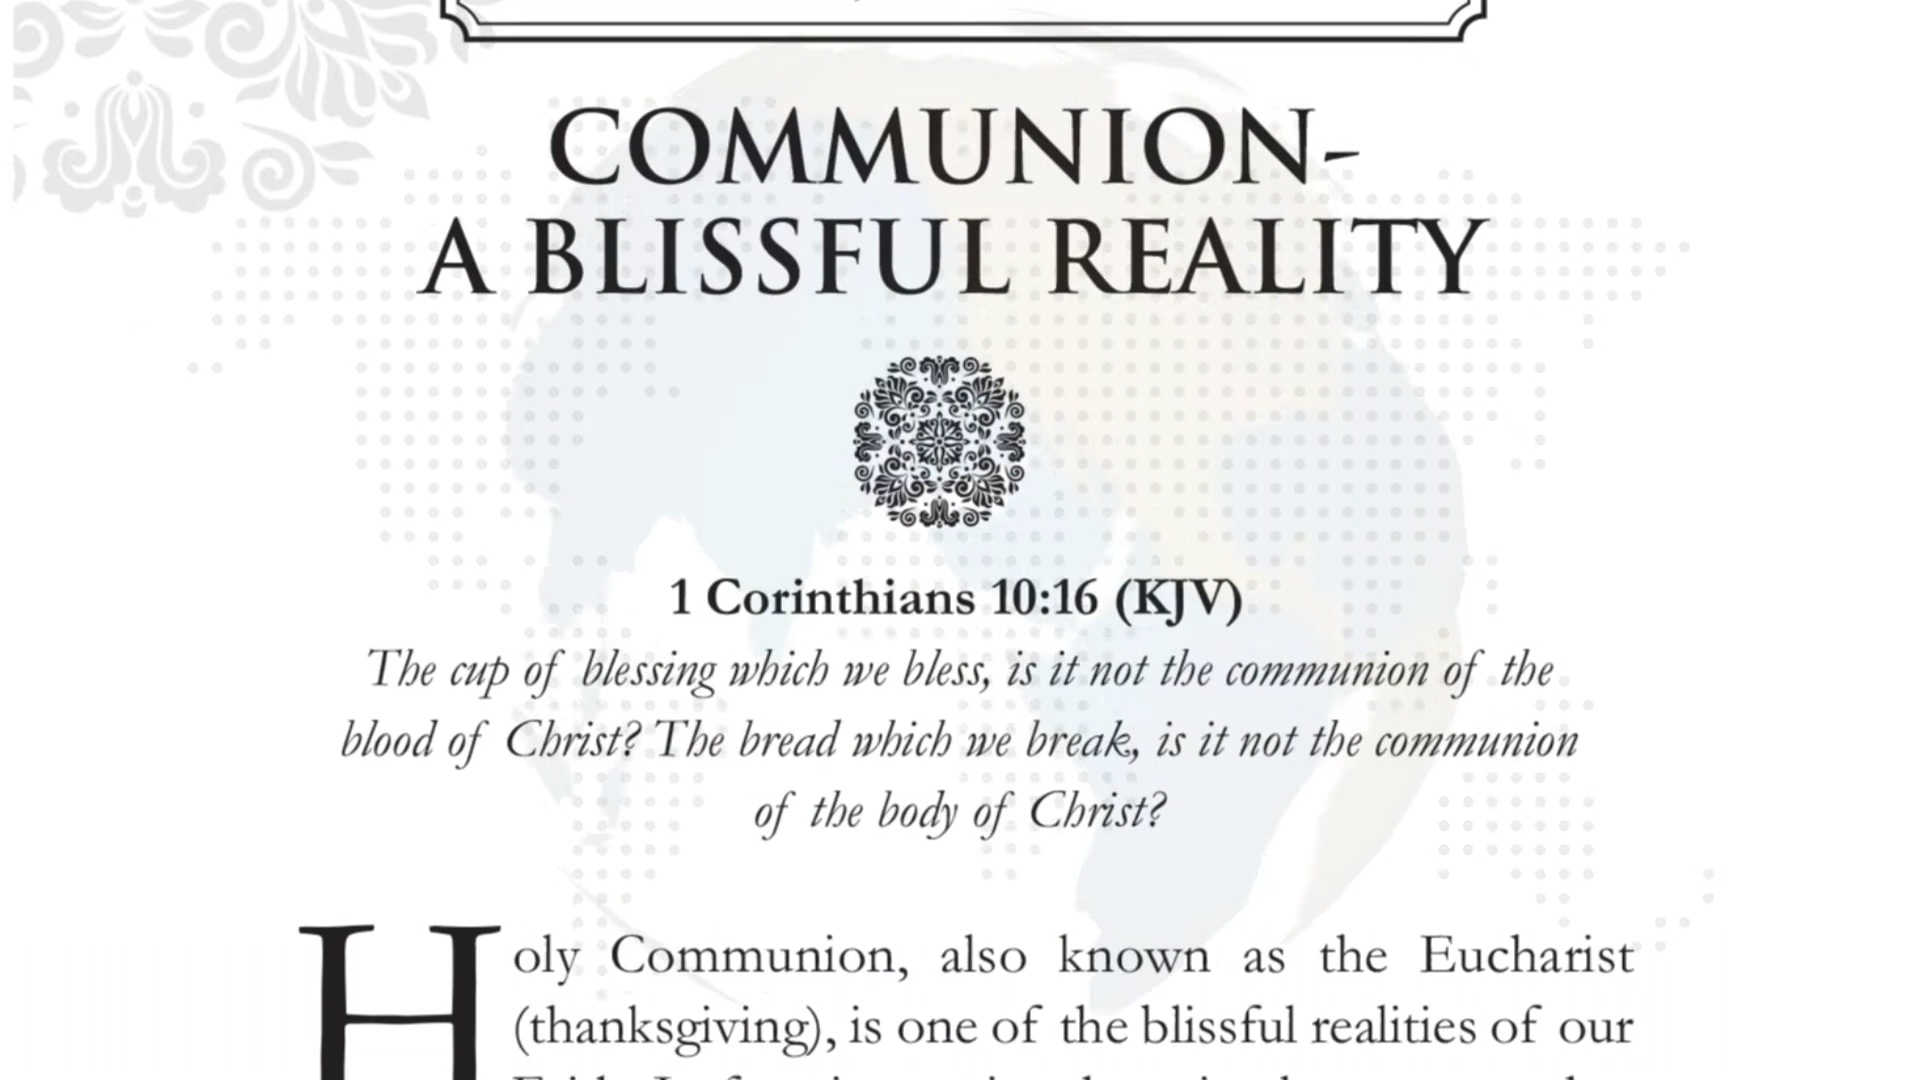 COMMUNION-
A BLISSFUL REALITY
1 Corinthians 10:16 (KJV)
The cup of blessing which we bless, is it not the communion of the
blood of Christ? The bread which we break, is it not the communion
of the body of Christ?
Holy Communion, also known as the Eucharist
(thanksgiving), is one of the blissful realities of our